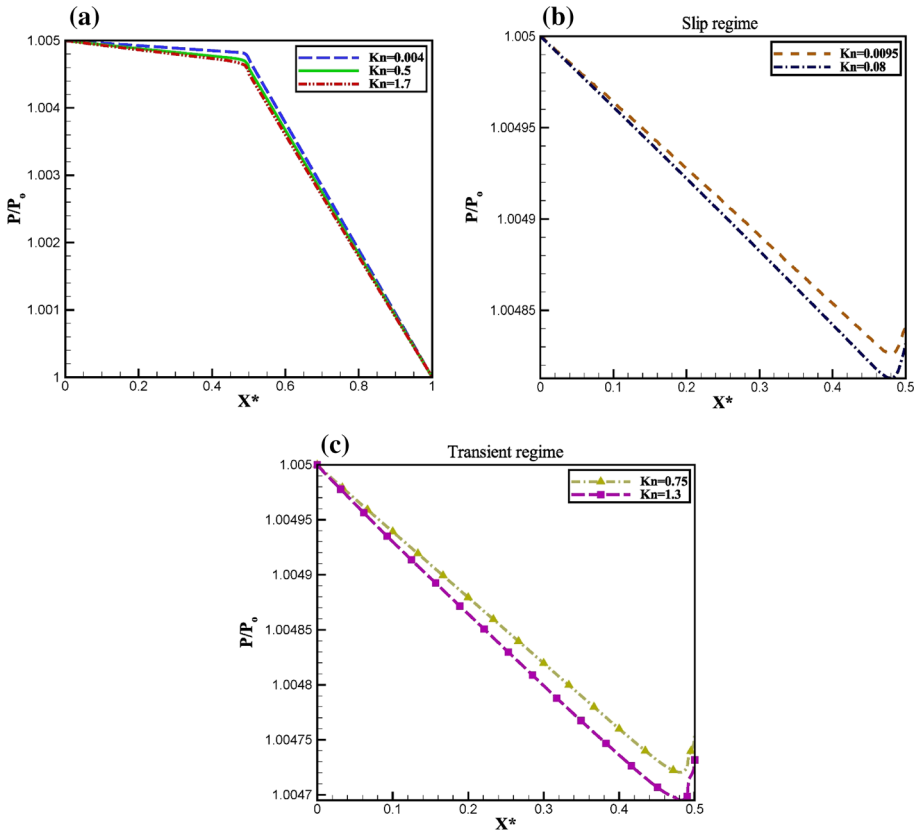 (a)
1.005
1.004
1.003
1.002
1.001
1
P/Po
Kn=0.004
Kn=0.5
Kn=1.7
0 0.2 0.4 0.6 0.8 1
X*
(b)
Slip regime
1.005
1.00495
1.0049
1.00485
P/Po
Kn=0.0095
Kn=0.08
0 0.1 0.2 0.3 0.4 0.5
X*
(c)
Transient regime
1.005
1.00495
1.0049
1.00485
1.0048
1.00475
1.0047
P/Po
Kn=0.75
Kn=1.3
0 0.1 0.2 0.3 0.4 0.5
X*